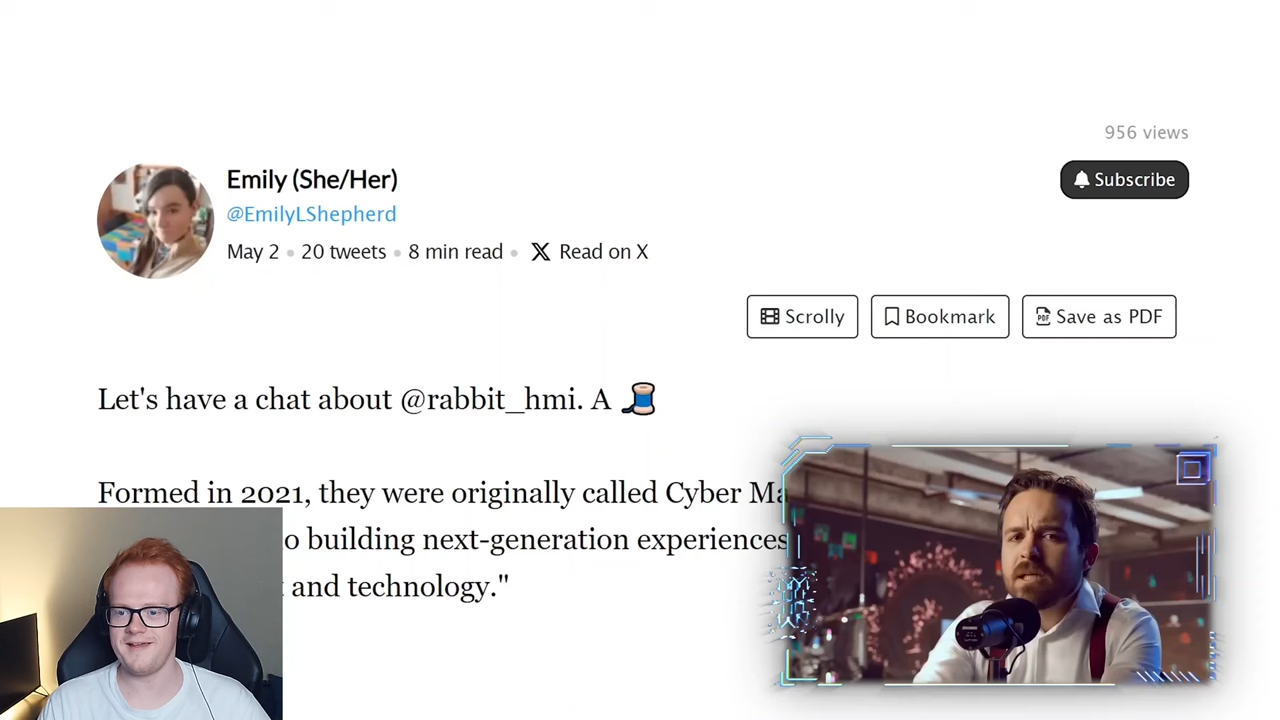 956 views
Emily (She/Her)
Subscribe
@EmilyLShepherd
May 2 • 20 tweets • 8 min read • X Read on X
Scrolly
Bookmark
Save as PDF
Let's have a chat about @rabbit_hmi. A 🧵
Formed in 2021, they were originally called Cyber Ma
o building next-generation experiences
and technology."